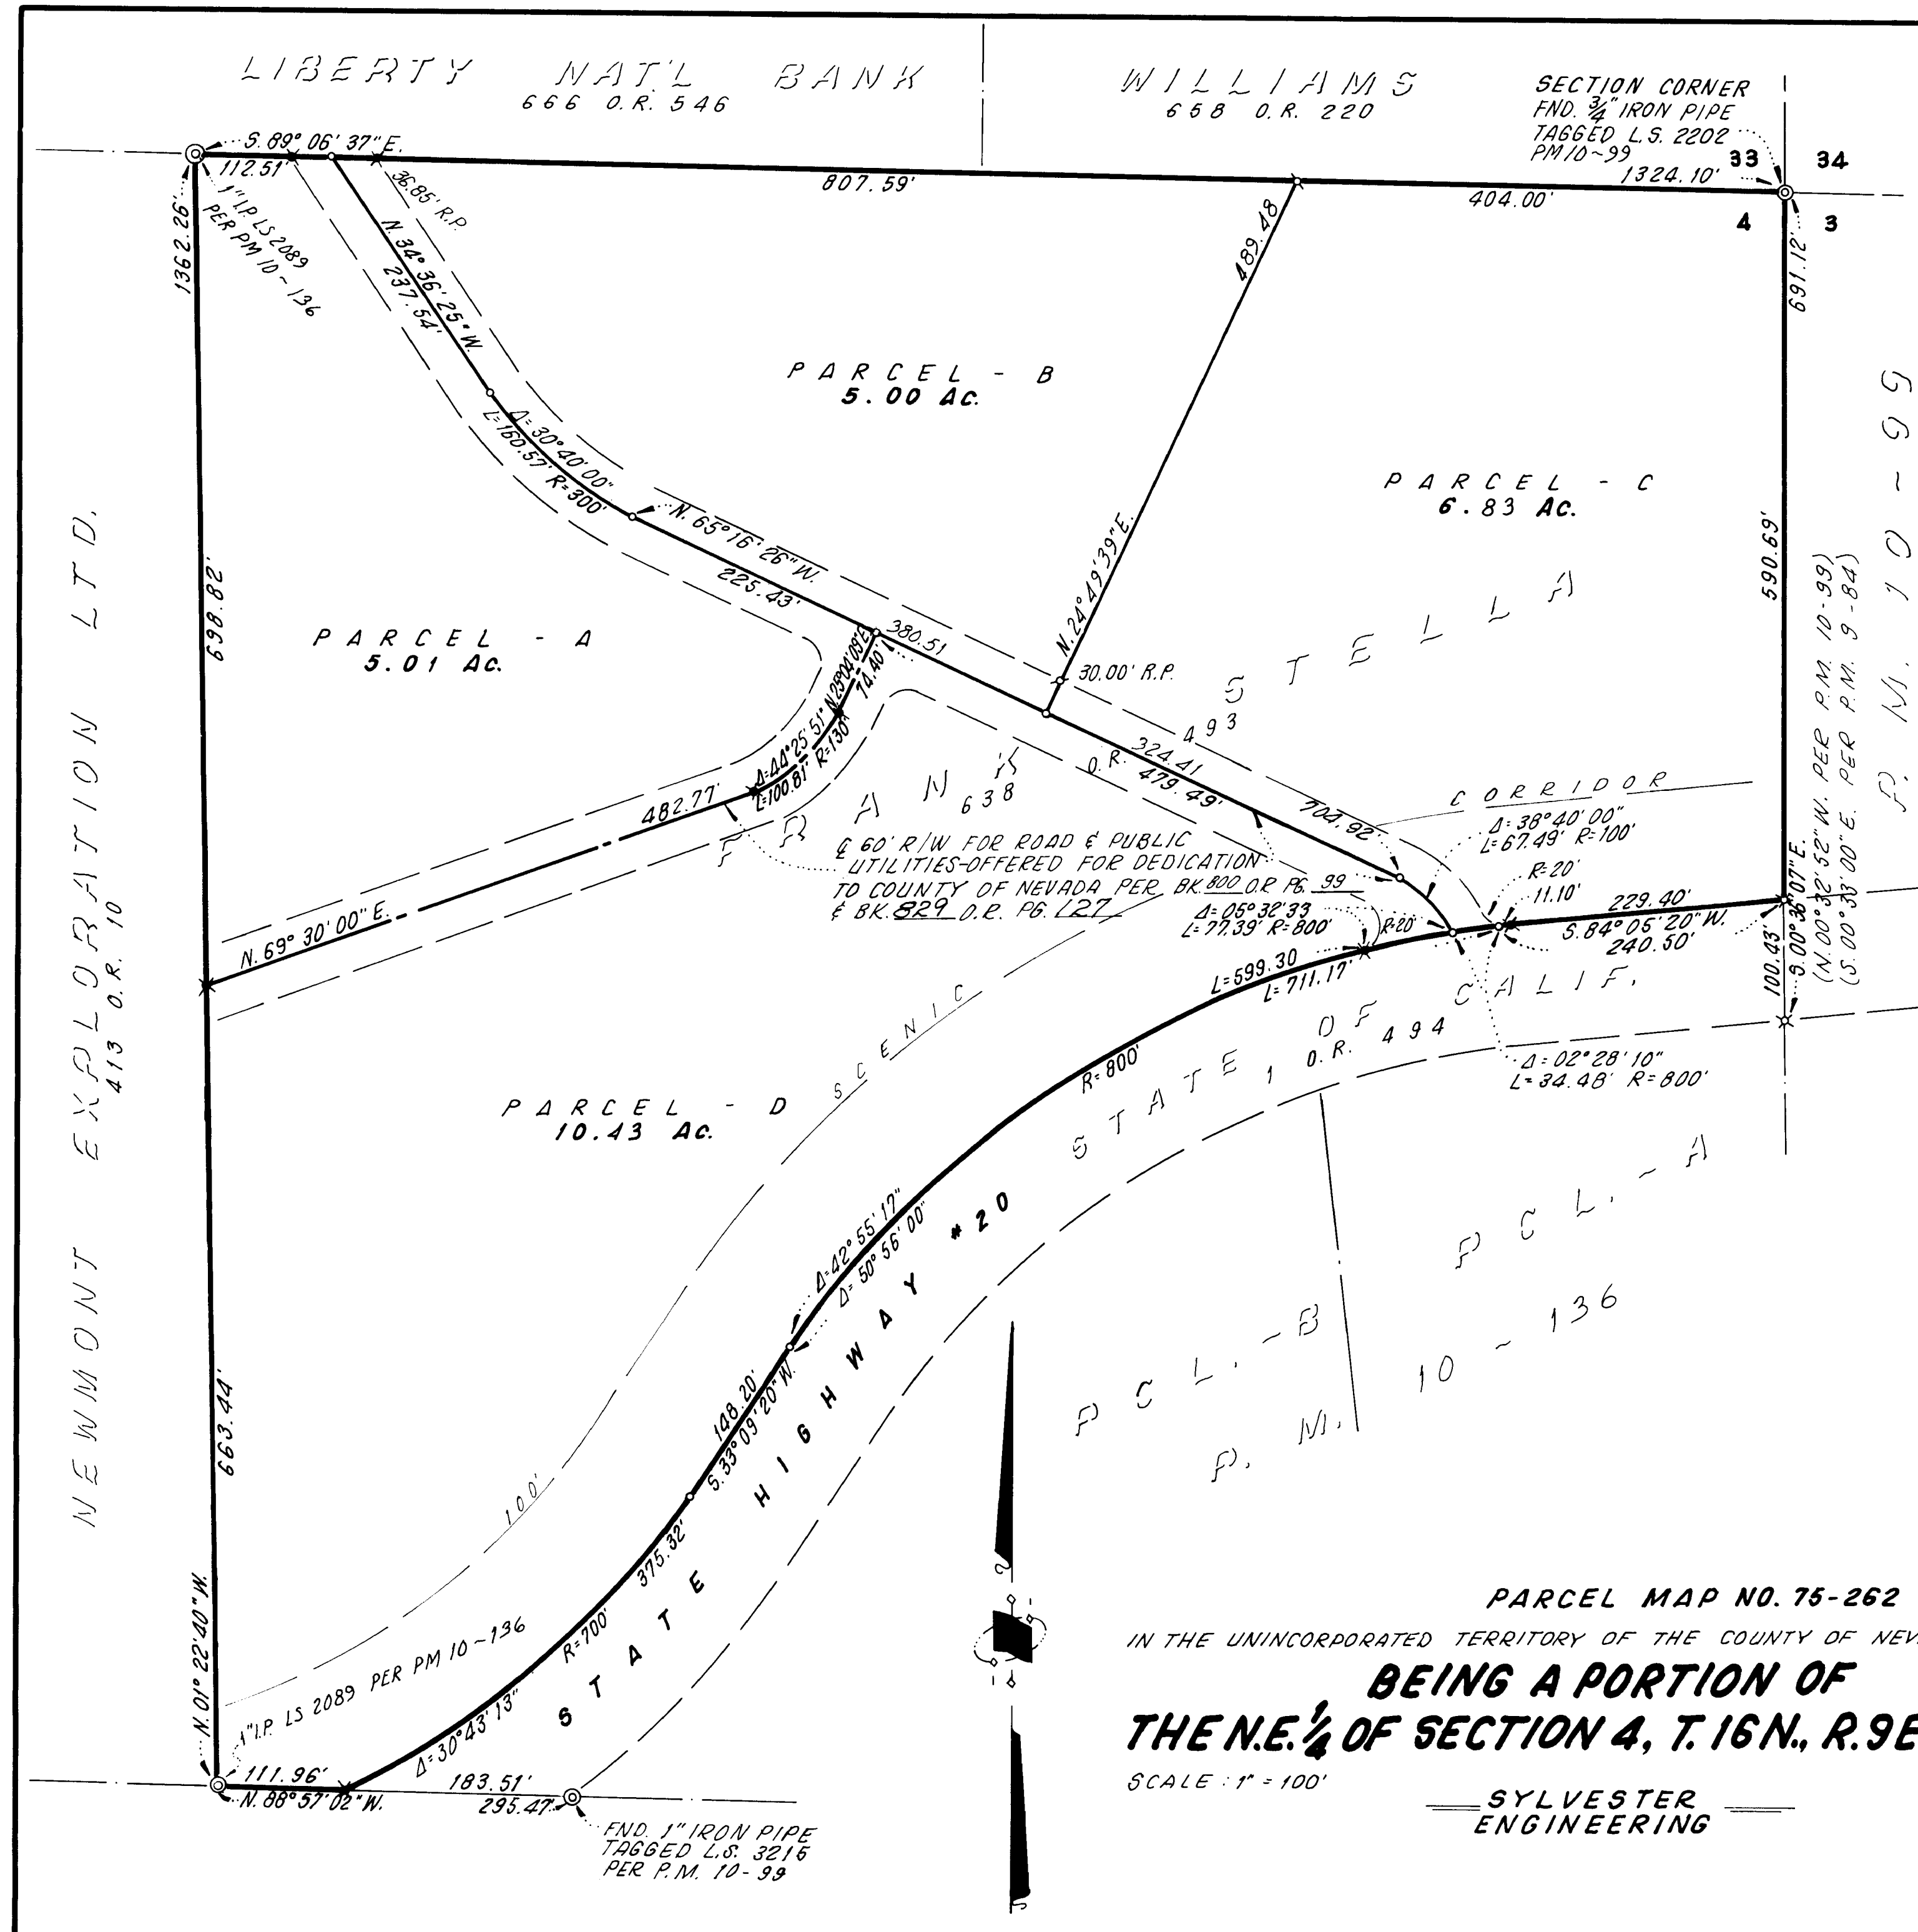 LIBERTY NAT'L BANK
666 O.R. 546
WILLIAMS
658 O.R. 220
SECTION CORNER
FND. 3/4" IRON PIPE
TAGGED L.S. 2202
PM 10~99
33
34
4
3
S. 89° 06' 37" E.
112.51'
807.59'
404.00'
1324.10'
1" I.P. LS 2089
PER PM 10~136
36.85' R.P.
1362.26'
N. 34° 36' 25" W.
237.54'
489.48
691.12'
PARCEL - B
5.00 AC.
Δ=30°40'00"
L=160.57' R=300'
PARCEL - C
6.83 AC.
P. M. 10~99
N. 65° 16' 26" W.
225.43'
N. 24° 49' 39" E.
590.69'
NEWMONT EXPLORATION LTD.
413 O.R. 10
698.82'
PARCEL - A
5.01 AC.
380.51
N. 25°04'09" E.
74.40'
30.00' R.P.
FRANK STELLA
638 O.R. 493
Δ=44°25'51"
L=100.81' R=130'
482.77'
324.41
479.49'
704.92'
SCENIC CORRIDOR
Δ=38°40'00"
L=67.49' R=100'
R=20'
11.10'
229.40'
S. 84° 05' 20" W.
240.50'
S. 00°36'07" E.
(N. 00°32'52" W. PER P.M. 10-99)
(S. 00°33'00" E. PER P.M. 9-84)
100.43'
℄ 60' R/W FOR ROAD & PUBLIC
UTILITIES-OFFERED FOR DEDICATION
TO COUNTY OF NEVADA PER BK. 800 O.R. PG. 99
& BK. 829 O.R. PG. 127
Δ=05°32'33
L=77.39' R=800'
R=20'
N. 69° 30' 00" E.
L=599.30
L=711.17'
STATE, OF CALIF.
1 O.R. 494
Δ=02°28'10"
L=34.48' R=800'
R=800'
PARCEL - D
10.43 AC.
PCL. - A
PCL. - B
P. M. 10 ~ 136
Δ=42°55'17"
Δ=50°56'00"
STATE HIGHWAY #20
663.44'
148.20'
S. 33°09'20" W.
100'
375.32'
R=700'
N. 01° 22' 40" W.
1" I.P. LS 2089 PER PM 10~136
Δ=30°43'13"
111.96'
N. 88° 57' 02" W.
183.51'
295.47'
FND. 1" IRON PIPE
TAGGED L.S. 3215
PER P.M. 10-99
PARCEL MAP NO. 75-262
IN THE UNINCORPORATED TERRITORY OF THE COUNTY OF NEV
BEING A PORTION OF
THE N.E. 1/4 OF SECTION 4, T. 16 N., R. 9 E
SCALE : 1" = 100'
SYLVESTER
ENGINEERING